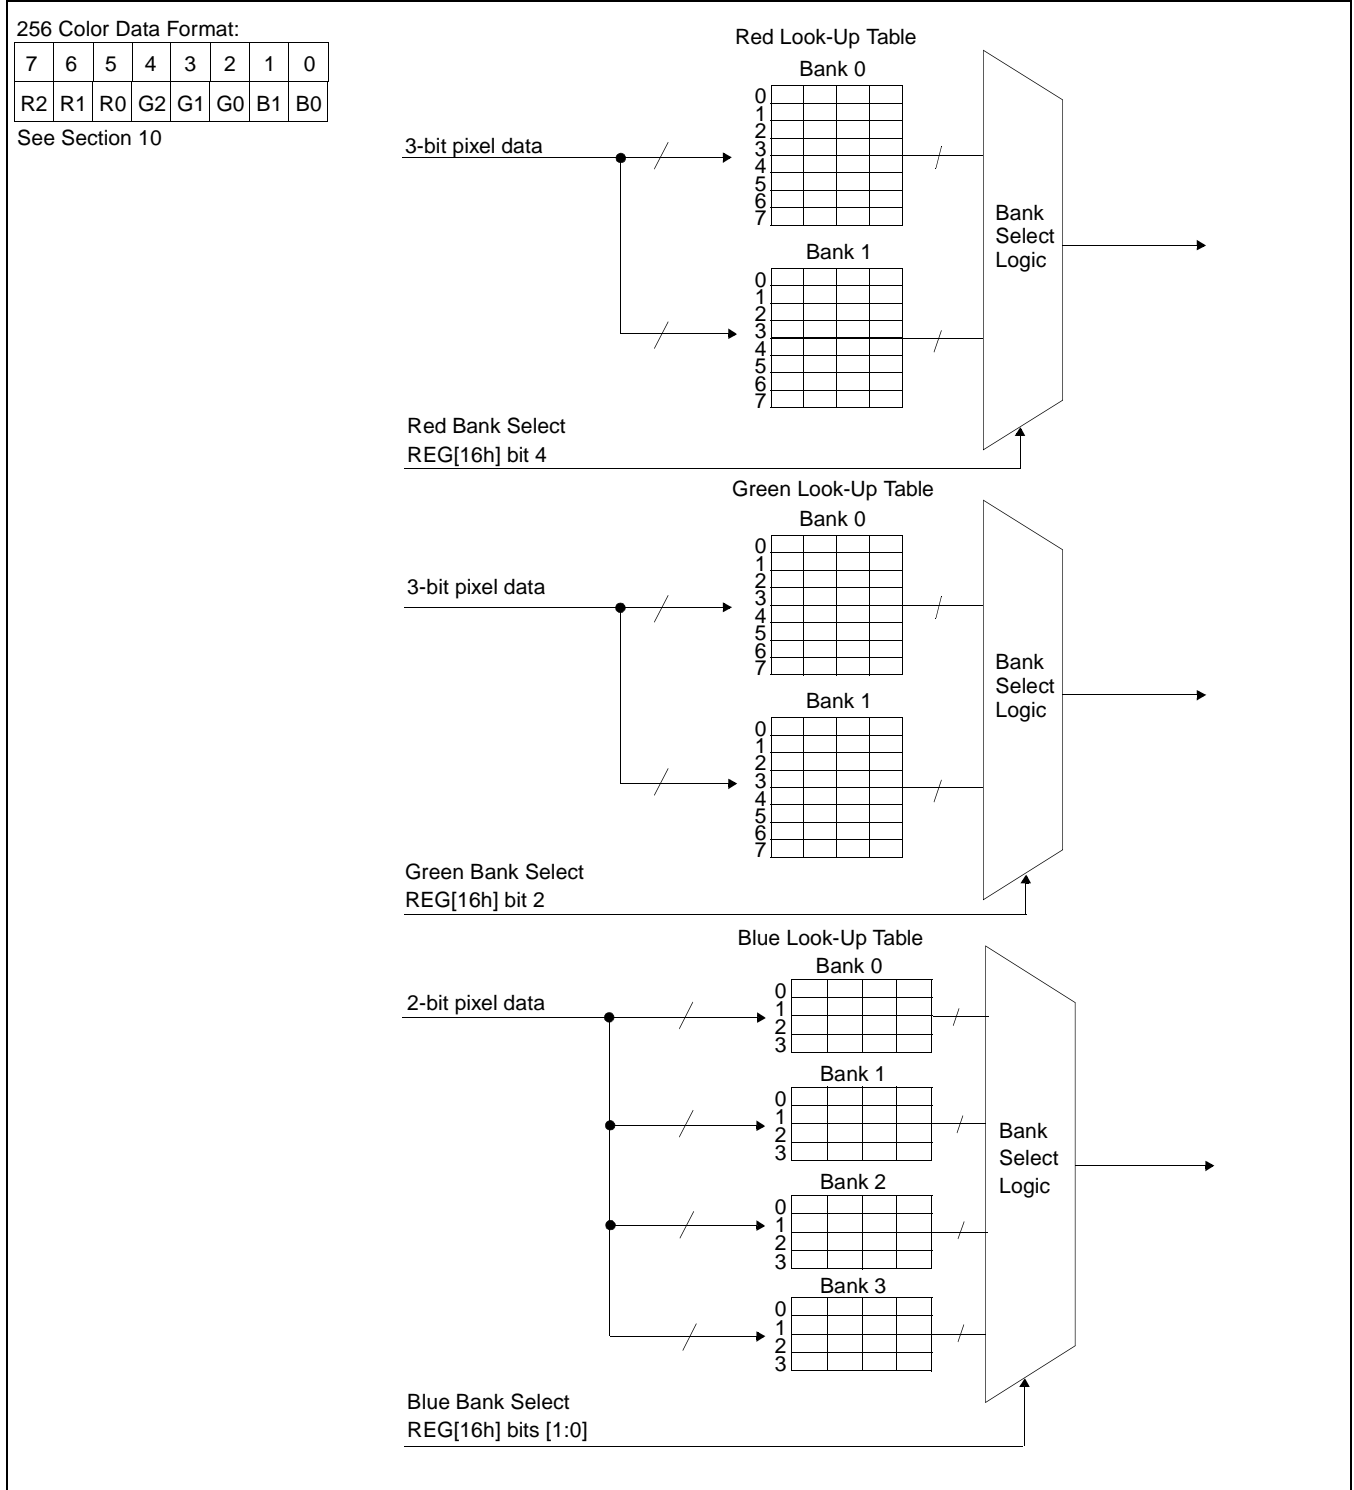 256 Color Data Format:
7 6 5 4 3 2 1 0
R2 R1 R0 G2 G1 G0 B1 B0
See Section 10
Red Look-Up Table
Bank 0
3-bit pixel data
0
1
2
3
4
5
6
7
Bank 1
0
1
2
3
4
5
6
7
Bank
Select
Logic
Red Bank Select
REG[16h] bit 4
Green Look-Up Table
Bank 0
3-bit pixel data
0
1
2
3
4
5
6
7
Bank 1
0
1
2
3
4
5
6
7
Bank
Select
Logic
Green Bank Select
REG[16h] bit 2
Blue Look-Up Table
Bank 0
2-bit pixel data
0
1
2
3
Bank 1
0
1
2
3
Bank 2
0
1
2
3
Bank 3
0
1
2
3
Bank
Select
Logic
Blue Bank Select
REG[16h] bits [1:0]